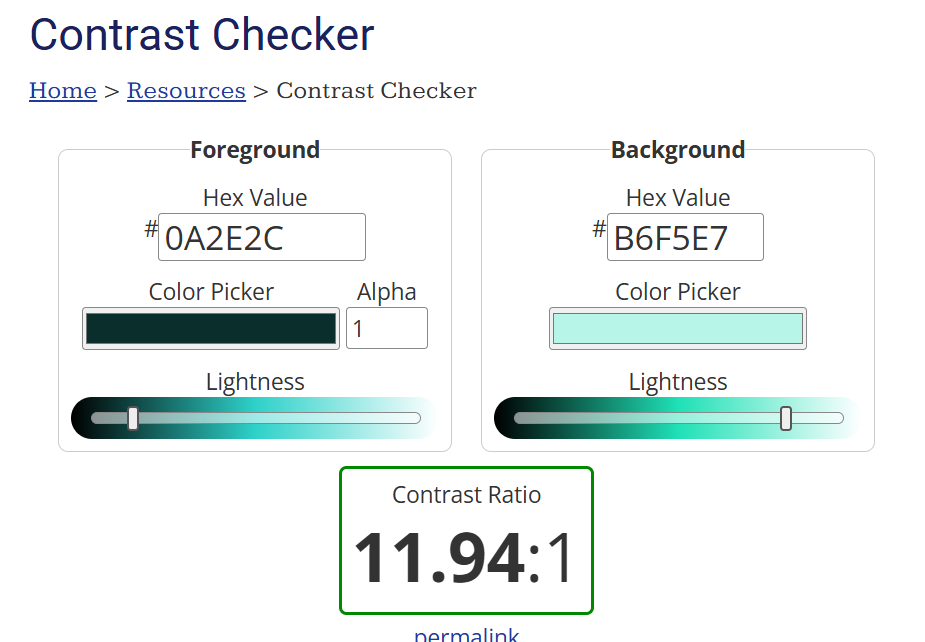 Contrast Checker
Home > Resources > Contrast Checker
Foreground
Hex Value
#0A2E2C
Color Picker
Alpha
1
Lightness
Background
Hex Value
#B6F5E7
Color Picker
Lightness
Contrast Ratio
11.94:1
permalink